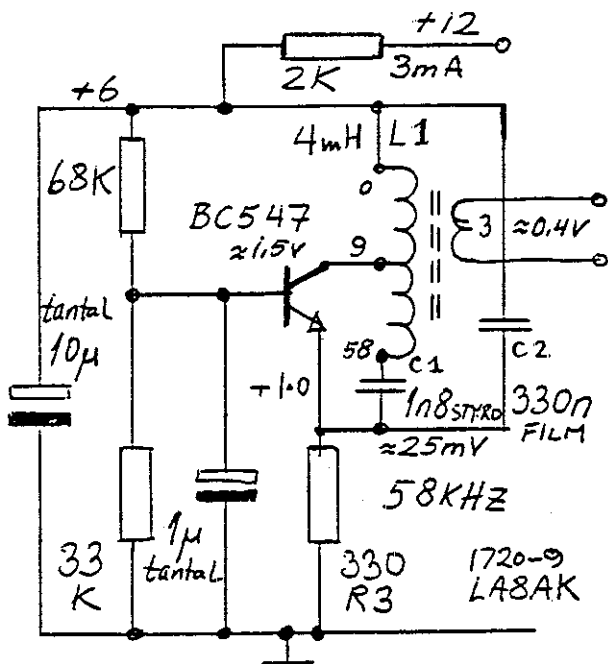 +12
2K
3mA
+6
4mH
L1
68K
0
BC547
≈1.5V
9
3
≈0.4V
tantal
10µ
58
C1
C2
+1.0
1n8 STYRO
330n
FILM
≈25mV
58KHZ
33
K
1µ
tantal
330
R3
1720-9
LA8AK